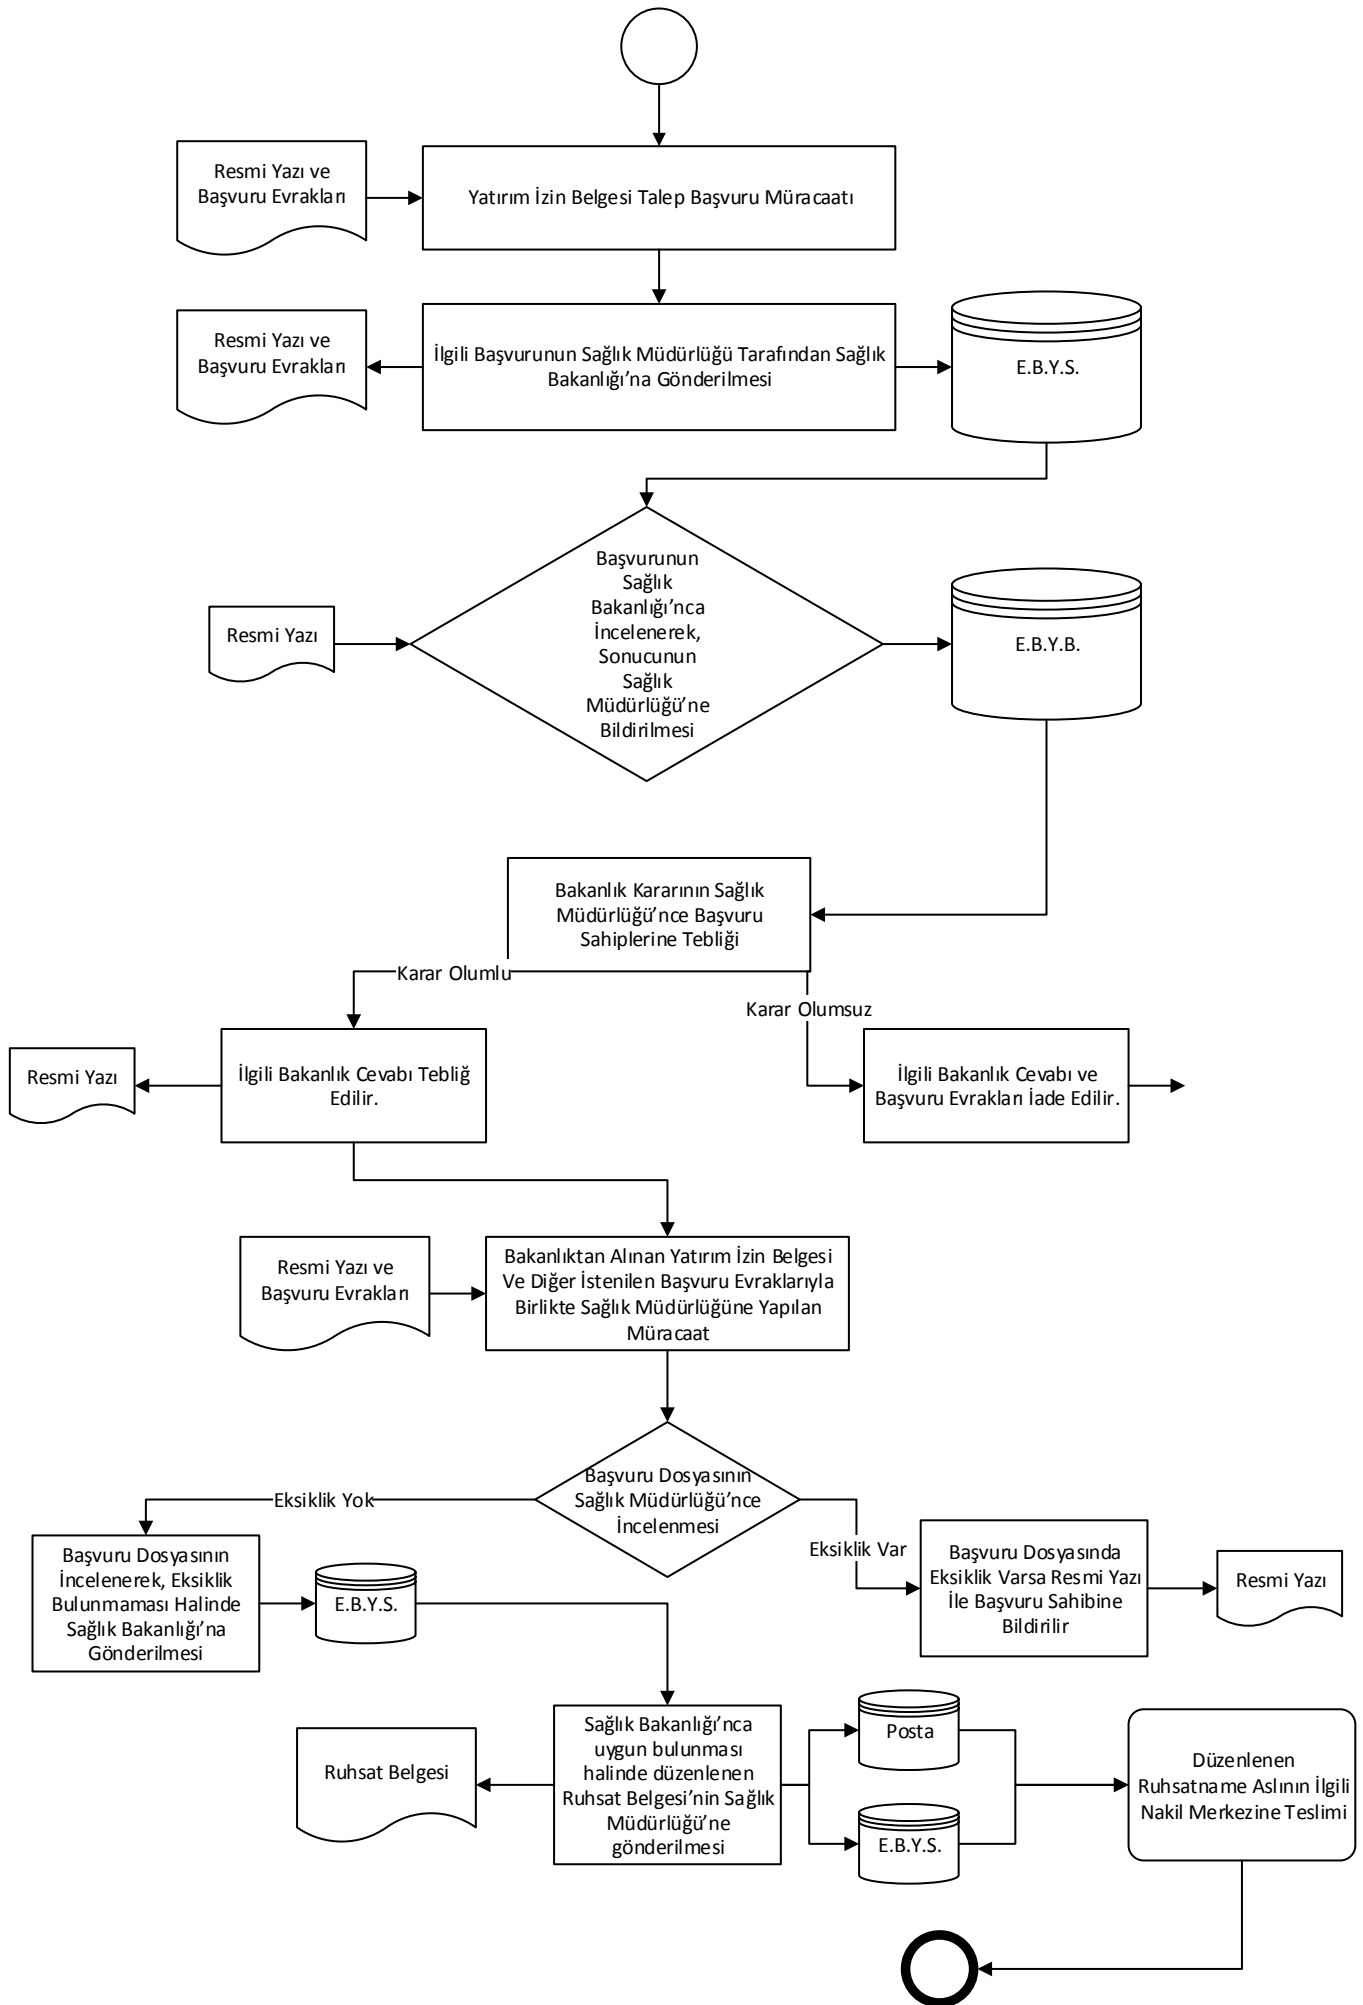 Resmi Yazı ve
Başvuru Evrakları
Yatırım İzin Belgesi Talep Başvuru Müracaatı
Resmi Yazı ve
Başvuru Evrakları
İlgili Başvurunun Sağlık Müdürlüğü Tarafından Sağlık
Bakanlığı’na Gönderilmesi
E.B.Y.S.
Başvurunun
Sağlık
Bakanlığı’nca
İncelenerek,
Sonucunun
Sağlık
Müdürlüğü’ne
Bildirilmesi
Resmi Yazı
E.B.Y.B.
Bakanlık Kararının Sağlık
Müdürlüğü’nce Başvuru
Sahiplerine Tebliği
Karar Olumlu
Karar Olumsuz
Resmi Yazı
İlgili Bakanlık Cevabı Tebliğ
Edilir.
İlgili Bakanlık Cevabı ve
Başvuru Evrakları İade Edilir.
Resmi Yazı ve
Başvuru Evrakları
Bakanlıktan Alınan Yatırım İzin Belgesi
Ve Diğer İstenilen Başvuru Evraklarıyla
Birlikte Sağlık Müdürlüğüne Yapılan
Müracaat
Başvuru Dosyasının
Sağlık Müdürlüğü’nce
İncelenmesi
Eksiklik Yok
Eksiklik Var
Başvuru Dosyasının
İncelenerek, Eksiklik
Bulunmaması Halinde
Sağlık Bakanlığı’na
Gönderilmesi
E.B.Y.S.
Başvuru Dosyasında
Eksiklik Varsa Resmi Yazı
İle Başvuru Sahibine
Bildirilir
Resmi Yazı
Ruhsat Belgesi
Sağlık Bakanlığı’nca
uygun bulunması
halinde düzenlenen
Ruhsat Belgesi’nin Sağlık
Müdürlüğü’ne
gönderilmesi
Posta
E.B.Y.S.
Düzenlenen
Ruhsatname Aslının İlgili
Nakil Merkezine Teslimi